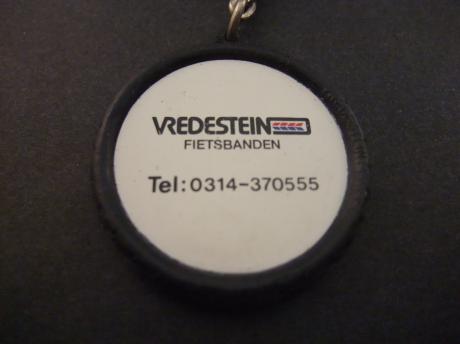 VREDESTEIN
FIETSBANDEN
Tel: 0314-370555